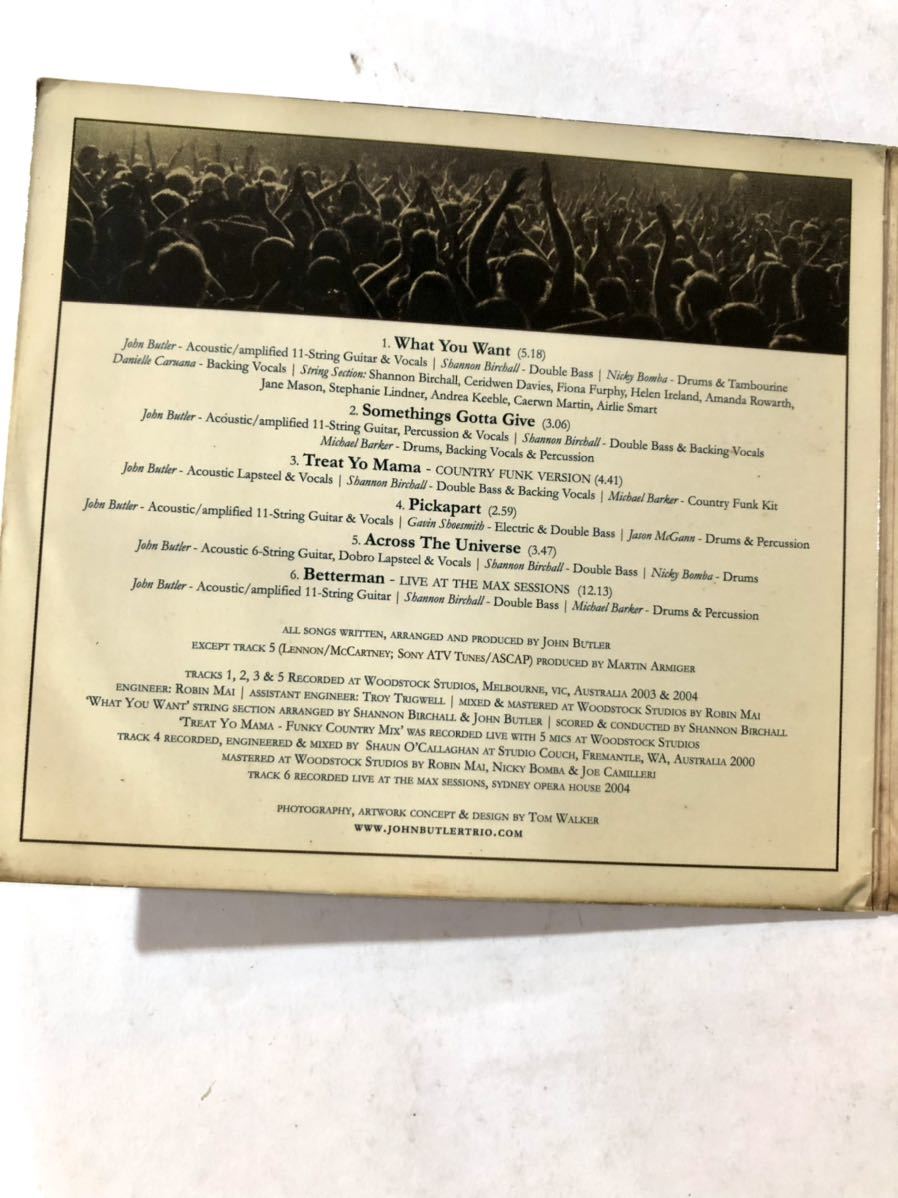 1. What You Want (5.18)
John Butler - Acoustic/amplified 11-String Guitar & Vocals | Shannon Birchall - Double Bass | Nicky Bomba - Drums & Tambourine
Danielle Caruana - Backing Vocals | String Section: Shannon Birchall, Ceridwen Davies, Fiona Furphy, Helen Ireland, Amanda Rowarth,
Jane Mason, Stephanie Lindner, Andrea Keeble, Caerwn Martin, Airlie Smart
2. Somethings Gotta Give (3.06)
John Butler - Acoustic/amplified 11-String Guitar, Percussion & Vocals | Shannon Birchall - Double Bass & Backing Vocals
Michael Barker - Drums, Backing Vocals & Percussion
3. Treat Yo Mama - COUNTRY FUNK VERSION (4.41)
John Butler - Acoustic Lapsteel & Vocals | Shannon Birchall - Double Bass & Backing Vocals | Michael Barker - Country Funk Kit
4. Pickapart (2.59)
John Butler - Acoustic/amplified 11-String Guitar & Vocals | Gavin Shoesmith - Electric & Double Bass | Jason McGann - Drums & Percussion
5. Across The Universe (3.47)
John Butler - Acoustic 6-String Guitar, Dobro Lapsteel & Vocals | Shannon Birchall - Double Bass | Nicky Bomba - Drums
6. Betterman - LIVE AT THE MAX SESSIONS (12.13)
John Butler - Acoustic/amplified 11-String Guitar | Shannon Birchall - Double Bass | Michael Barker - Drums & Percussion
ALL SONGS WRITTEN, ARRANGED AND PRODUCED BY JOHN BUTLER
EXCEPT TRACK 5 (LENNON/MCCARTNEY; SONY ATV TUNES/ASCAP) PRODUCED BY MARTIN ARMIGER
TRACKS 1, 2, 3 & 5 RECORDED AT WOODSTOCK STUDIOS, MELBOURNE, VIC, AUSTRALIA 2003 & 2004
ENGINEER: ROBIN MAI | ASSISTANT ENGINEER: TROY TRIGWELL | MIXED & MASTERED AT WOODSTOCK STUDIOS BY ROBIN MAI
'WHAT YOU WANT' STRING SECTION ARRANGED BY SHANNON BIRCHALL & JOHN BUTLER | SCORED & CONDUCTED BY SHANNON BIRCHALL
'TREAT YO MAMA - FUNKY COUNTRY MIX' WAS RECORDED LIVE WITH 5 MICS AT WOODSTOCK STUDIOS
TRACK 4 RECORDED, ENGINEERED & MIXED BY SHAUN O'CALLAGHAN AT STUDIO COUCH, FREMANTLE, WA, AUSTRALIA 2000
MASTERED AT WOODSTOCK STUDIOS BY ROBIN MAI, NICKY BOMBA & JOE CAMILLERI
TRACK 6 RECORDED LIVE AT THE MAX SESSIONS, SYDNEY OPERA HOUSE 2004
PHOTOGRAPHY, ARTWORK CONCEPT & DESIGN BY TOM WALKER
WWW.JOHNBUTLERTRIO.COM